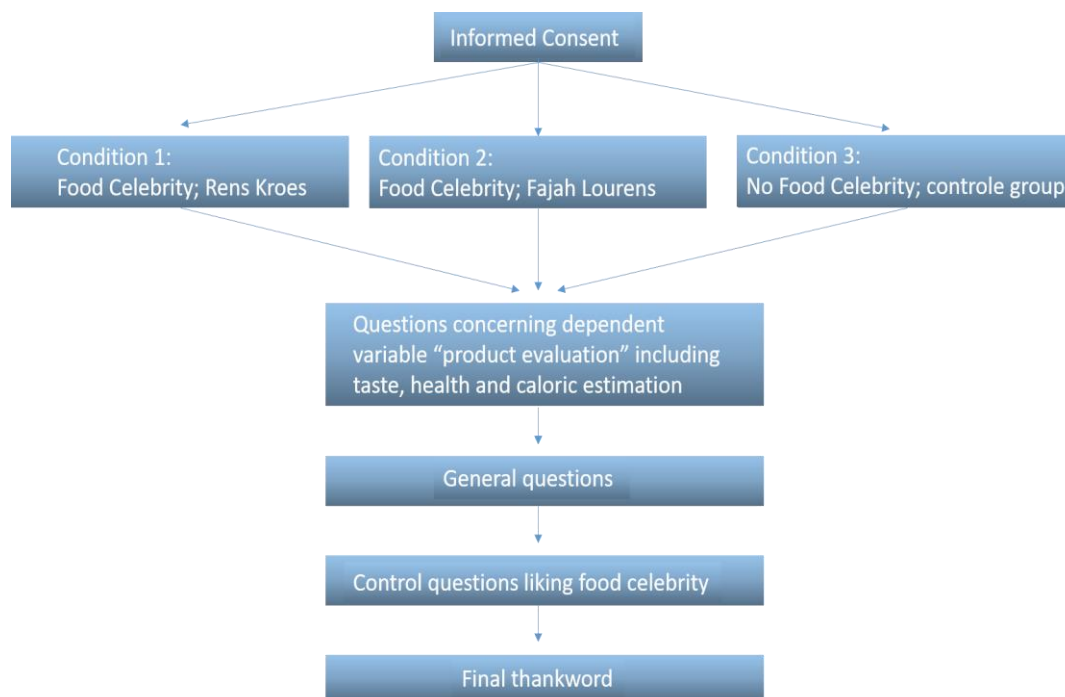 Informed Consent
Condition 1:
Food Celebrity; Rens Kroes
Condition 2:
Food Celebrity; Fajah Lourens
Condition 3:
No Food Celebrity; controle group
Questions concerning dependent
variable “product evaluation” including
taste, health and caloric estimation
General questions
Control questions liking food celebrity
Final thankword